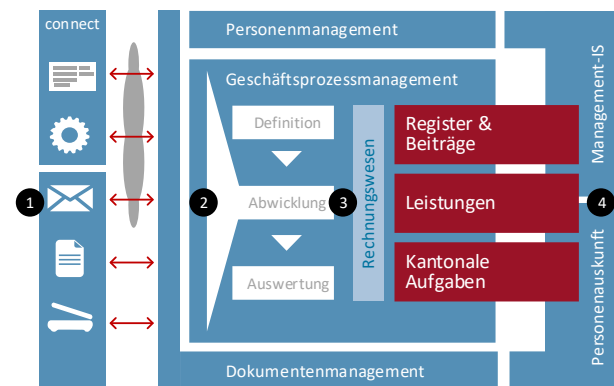 connect
Personenmanagement
Geschäftsprozessmanagement
Definition
Register &
Beiträge
Management-IS
1
2
Abwicklung
3
Rechnungswesen
Leistungen
4
Auswertung
Kantonale
Aufgaben
Personenauskunft
Dokumentenmanagement